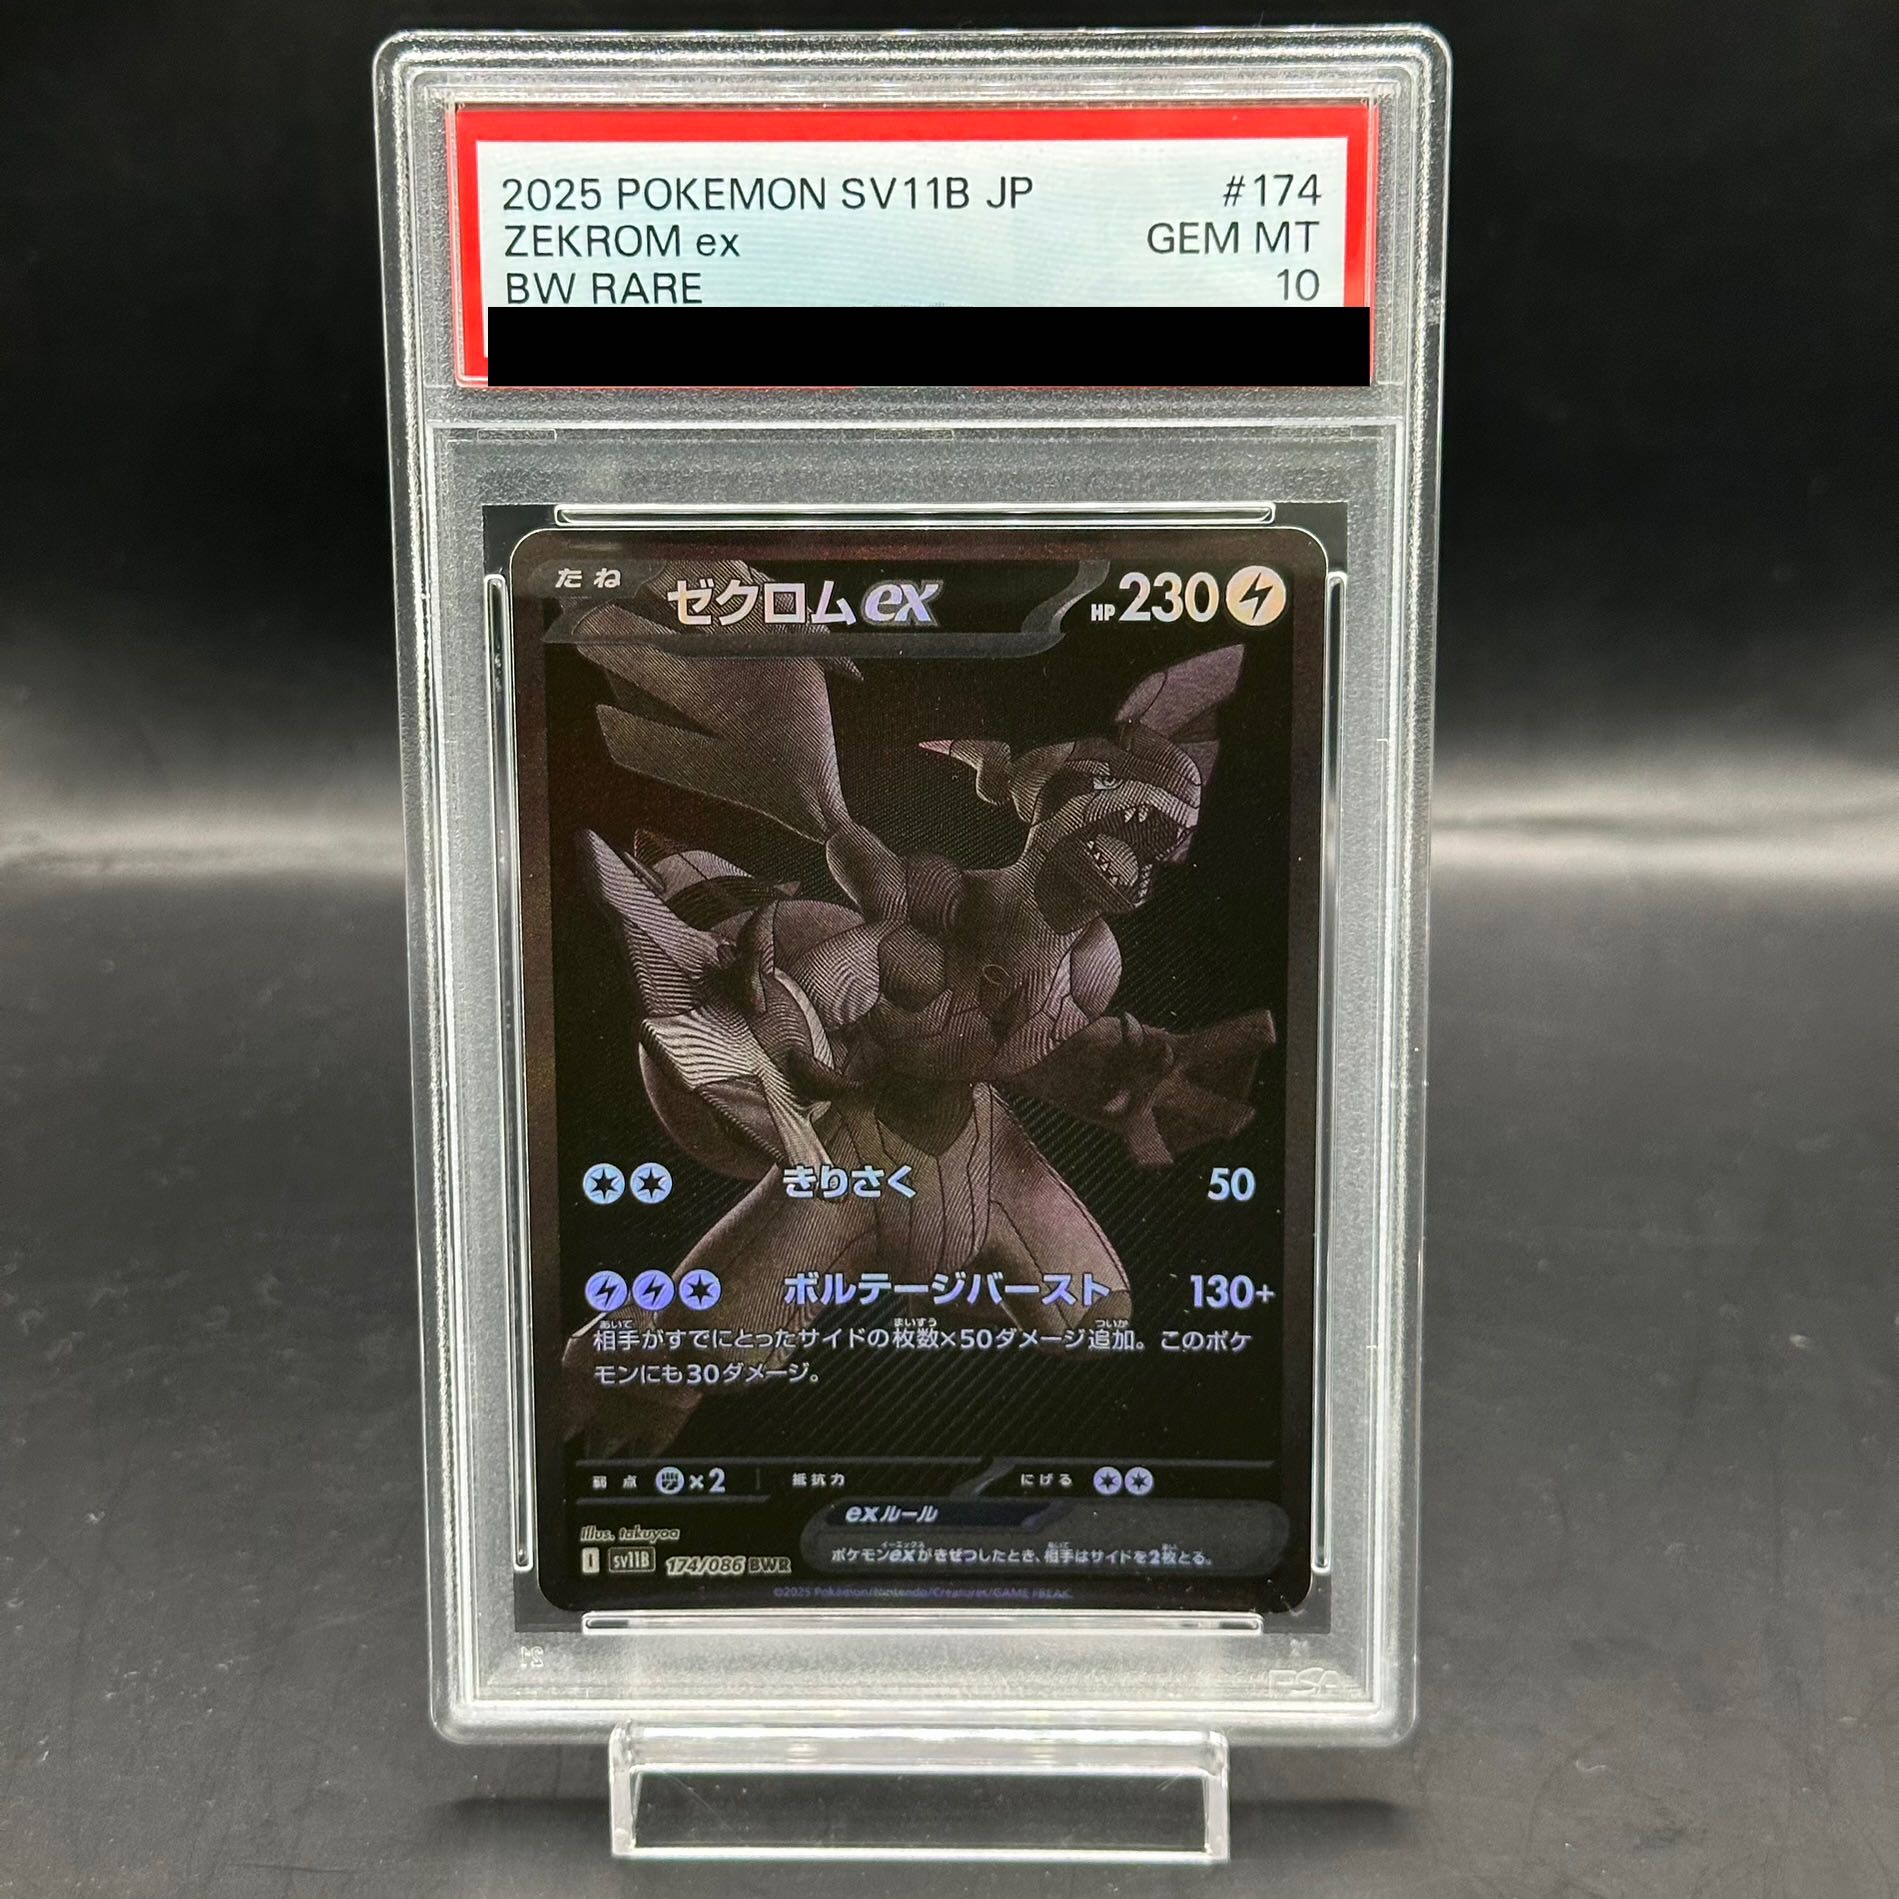 2025 POKEMON SV11B JP #174
ZEKROM ex GEM MT
BW RARE 10
たね ゼクロムex HP 230
きりさく 50
ボルテージバースト 130+
相手がすでにとったサイドの枚数×50ダメージ追加。このポケ
モンにも30ダメージ。
弱点 ×2 抵抗力 にげる
exルール
ポケモンexがきぜつしたとき、相手はサイドを2枚とる。
Illus. takuyoa
I sv11B 174/086 BWR
©2025 Pokémon/Nintendo/Creatures/GAME FREAK.
PSA